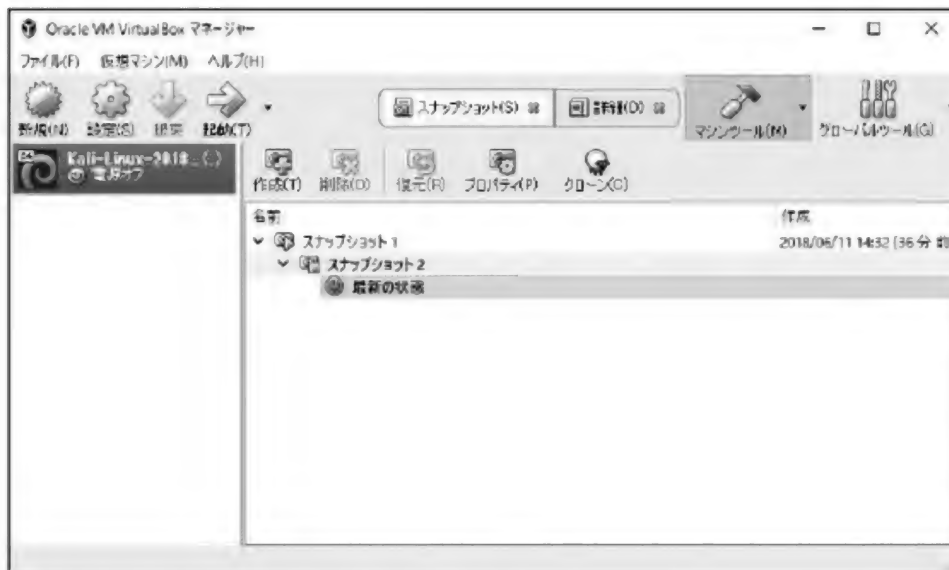 Oracle VM VirtualBox マネージャー
ファイル(F) 仮想マシン(M) ヘルプ(H)
新規(N) 設定(S) 破棄 起動(T)
スナップショット(S) 詳細(D)
マシンツール(M) グローバルツール(G)
Kali-Linux-2018...(...)
電源オフ
作成(T) 削除(D) 復元(R) プロパティ(P) クローン(C)
名前 作成
スナップショット 1 2018/06/11 14:32 (36 分 前
スナップショット 2
最新の状態